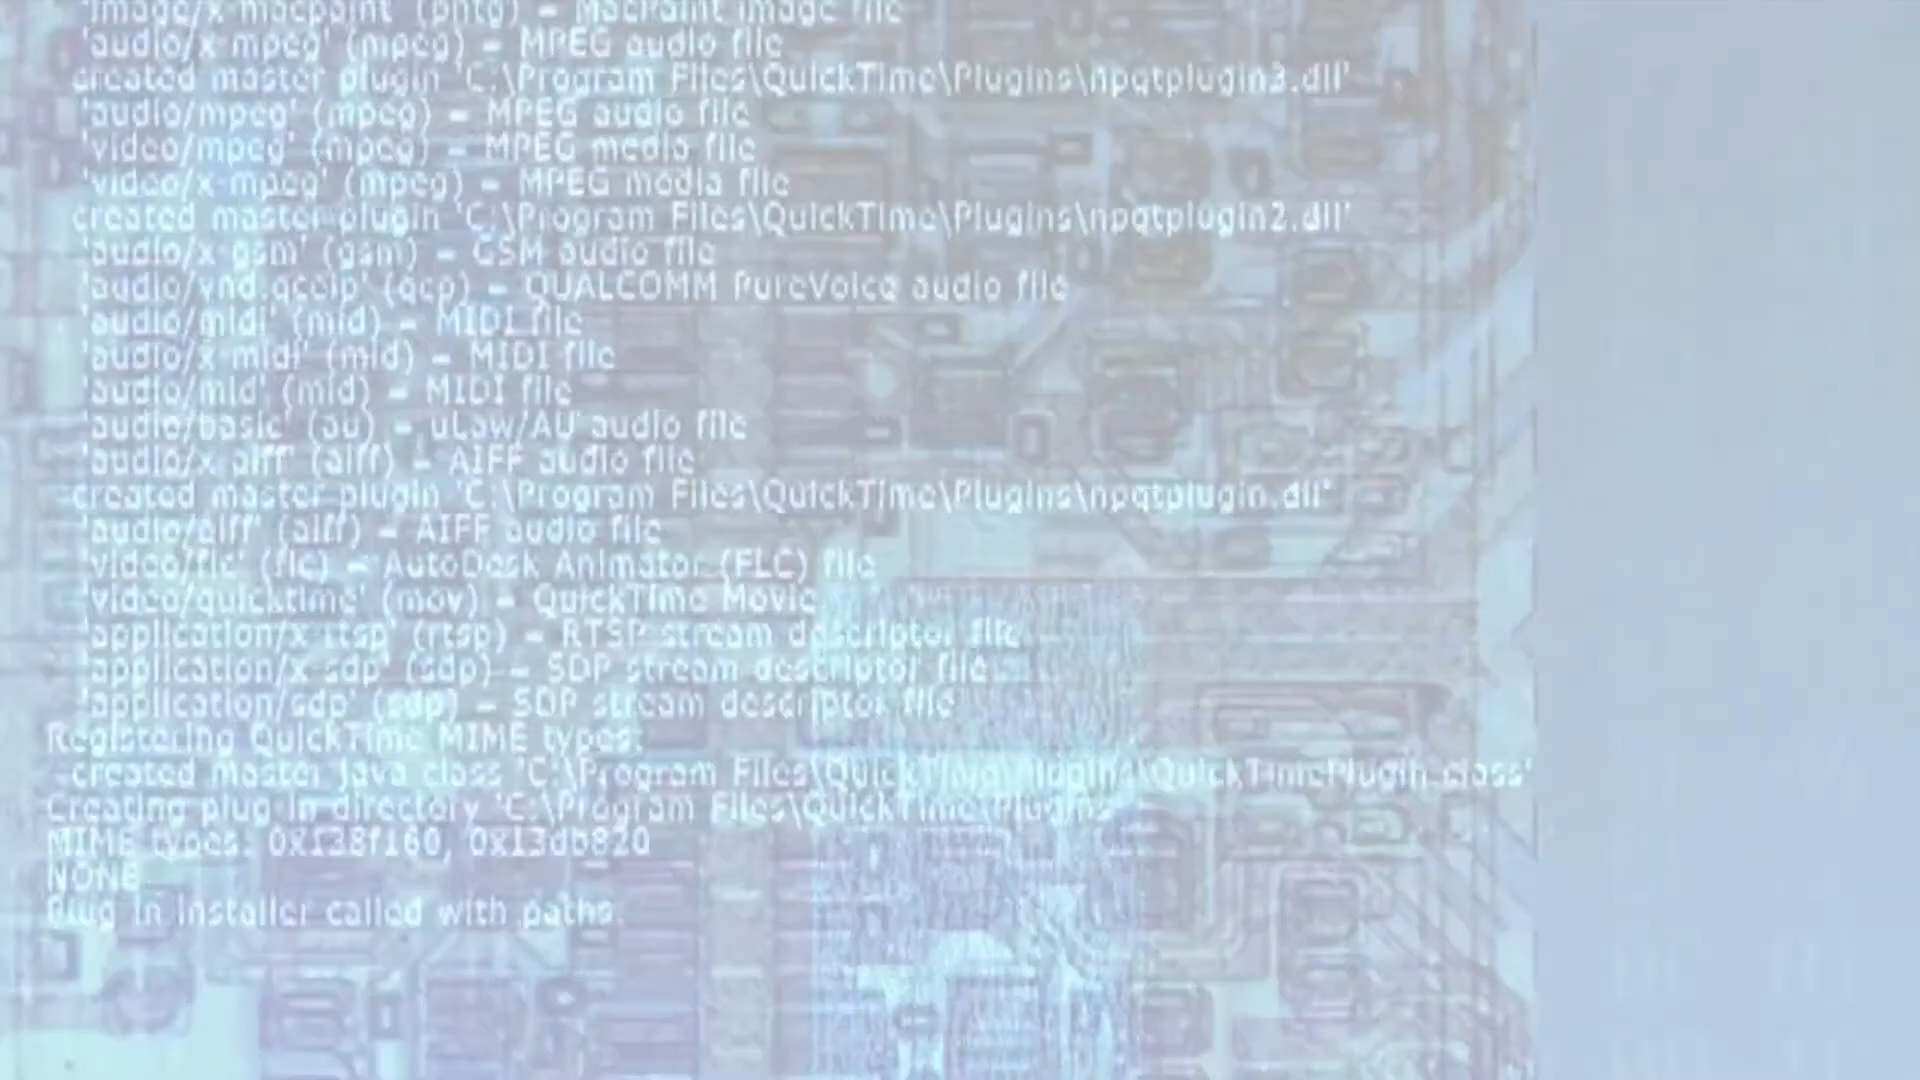 'image/x-macpaint' (pntg) - MacPaint image file
'audio/x-mpeg' (mpeg) - MPEG audio file
created master plugin 'C:\Program Files\QuickTime\Plugins\npqtplugin3.dll'
'audio/mpeg' (mpeg) - MPEG audio file
'video/mpeg' (mpeg) - MPEG media file
'video/x-mpeg' (mpeg) - MPEG media file
created master plugin 'C:\Program Files\QuickTime\Plugins\npqtplugin2.dll'
'audio/x-gsm' (gsm) - GSM audio file
'audio/vnd.qcelp' (qcp) - QUALCOMM PureVoice audio file
'audio/midi' (mid) - MIDI file
'audio/x-midi' (mid) - MIDI file
'audio/mid' (mid) - MIDI file
'audio/basic' (au) - uLaw/AU audio file
'audio/x-aiff' (aiff) - AIFF audio file
created master plugin 'C:\Program Files\QuickTime\Plugins\npqtplugin.dll'
'audio/aiff' (aiff) - AIFF audio file
'video/flc' (flc) - AutoDesk Animator (FLC) file
'video/quicktime' (mov) - QuickTime Movie
'application/x-rtsp' (rtsp) - RTSP stream descriptor file
'application/x-sdp' (sdp) - SDP stream descriptor file
'application/sdp' (sdp) - SDP stream descriptor file
Registering QuickTime MIME types:
-created master java class 'C:\Program Files\QuickTime\Plugins\QuickTimePlugin.class'
Creating plug-in directory 'C:\Program Files\QuickTime\Plugins'
MIME types: 0x138f160, 0x13db820
NONE
Plug-in installer called with paths: